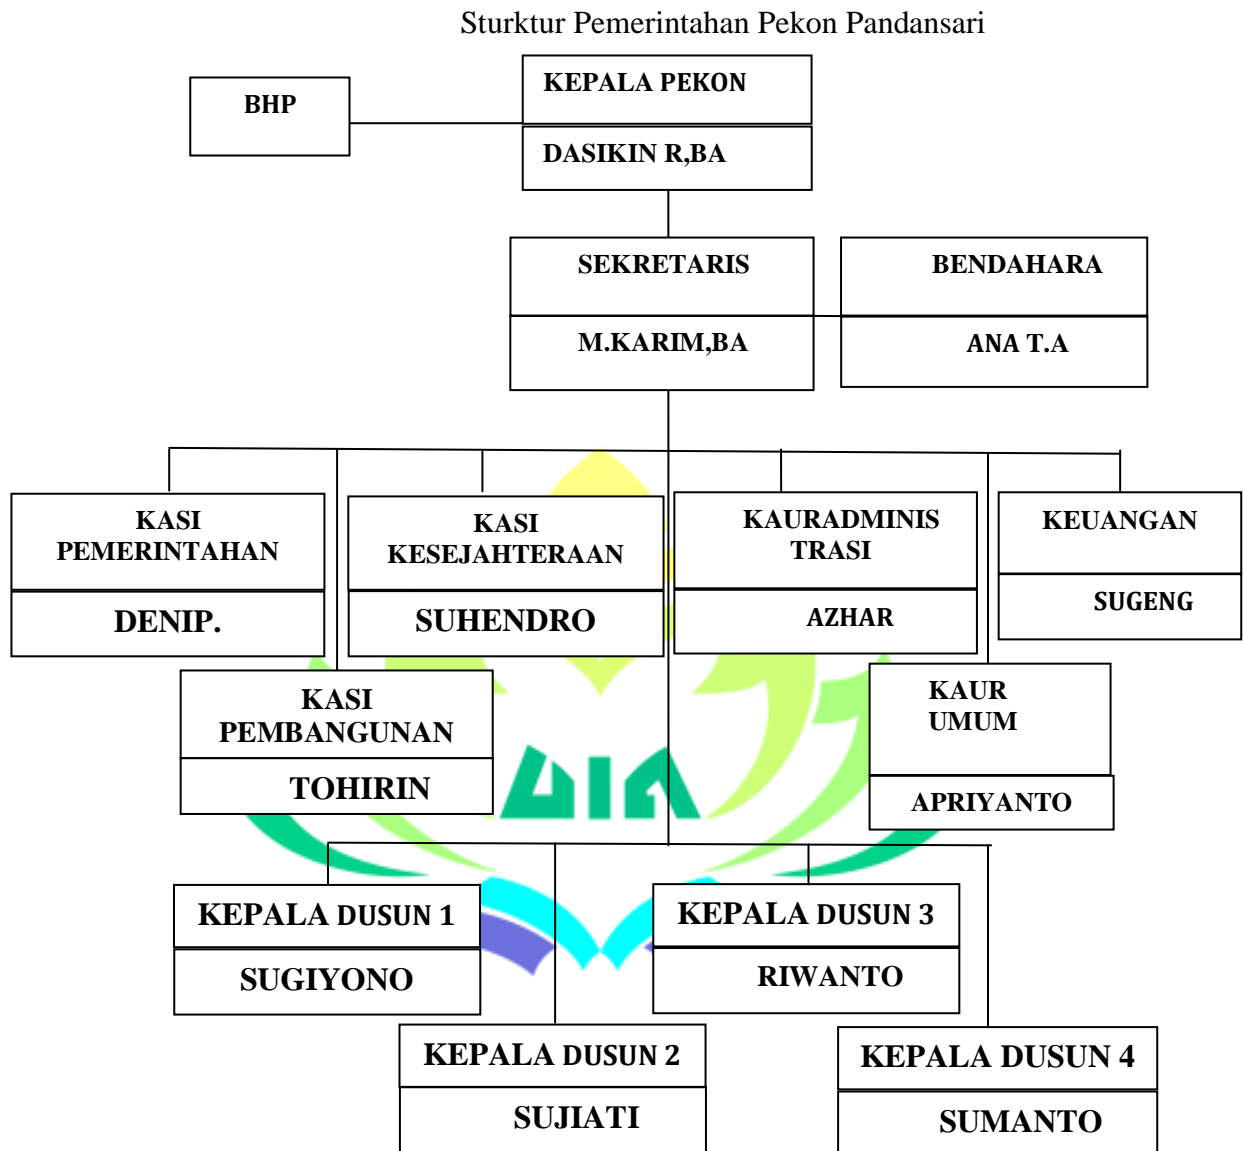 Sturktur Pemerintahan Pekon Pandansari
BHP
KEPALA PEKON
DASIKIN R,BA
SEKRETARIS
M.KARIM,BA
BENDAHARA
ANA T.A
KASI
PEMERINTAHAN
DENIP.
KASI
KESEJAHTERAAN
SUHENDRO
KAURADMINIS
TRASI
AZHAR
KEUANGAN
SUGENG
KASI
PEMBANGUNAN
TOHIRIN
KAUR
UMUM
APRIYANTO
UIN
KEPALA DUSUN 1
SUGIYONO
KEPALA DUSUN 3
RIWANTO
KEPALA DUSUN 2
SUJIATI
KEPALA DUSUN 4
SUMANTO